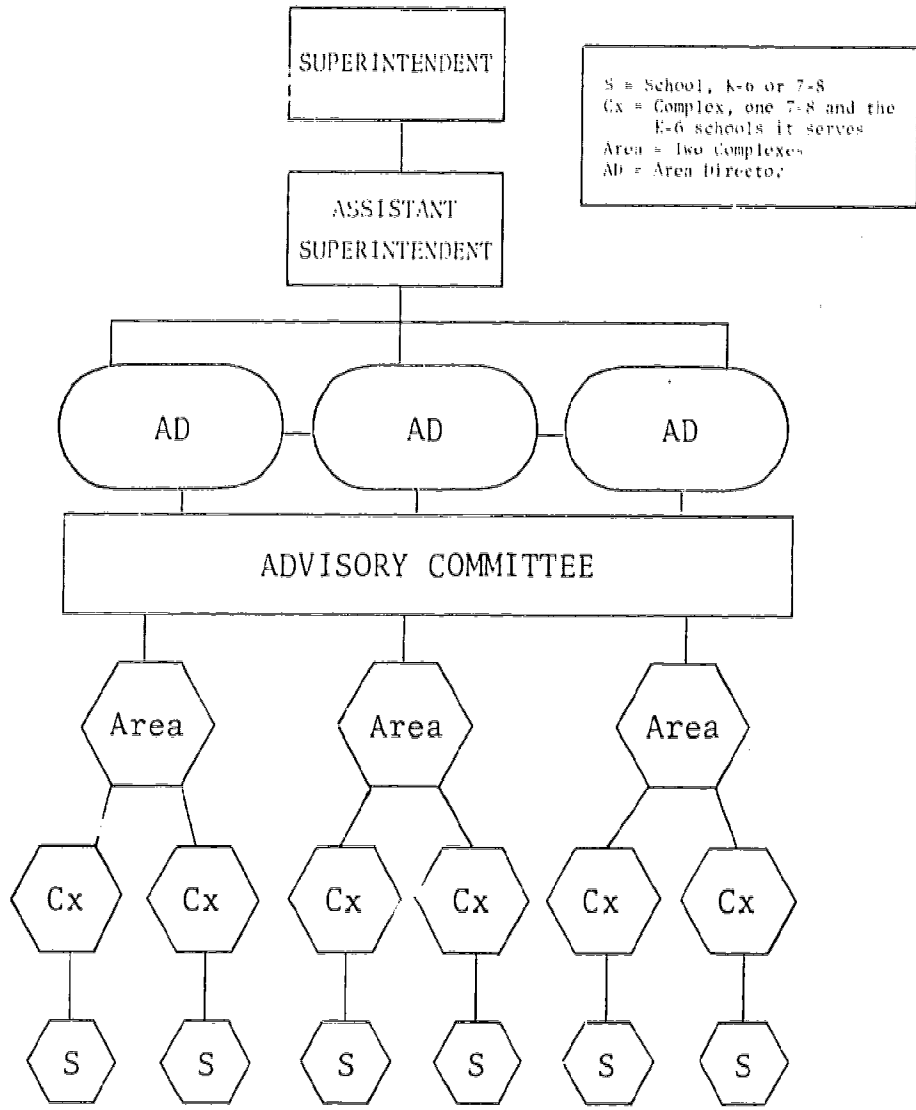 SUPERINTENDENT
S = School, K-6 or 7-8
Cx = Complex, one 7-8 and the
K-6 schools it serves
Area = Two Complexes
AD = Area Director
ASSISTANT
SUPERINTENDENT
AD AD AD
ADVISORY COMMITTEE
Area Area Area
Cx Cx Cx Cx Cx Cx
S S S S S S